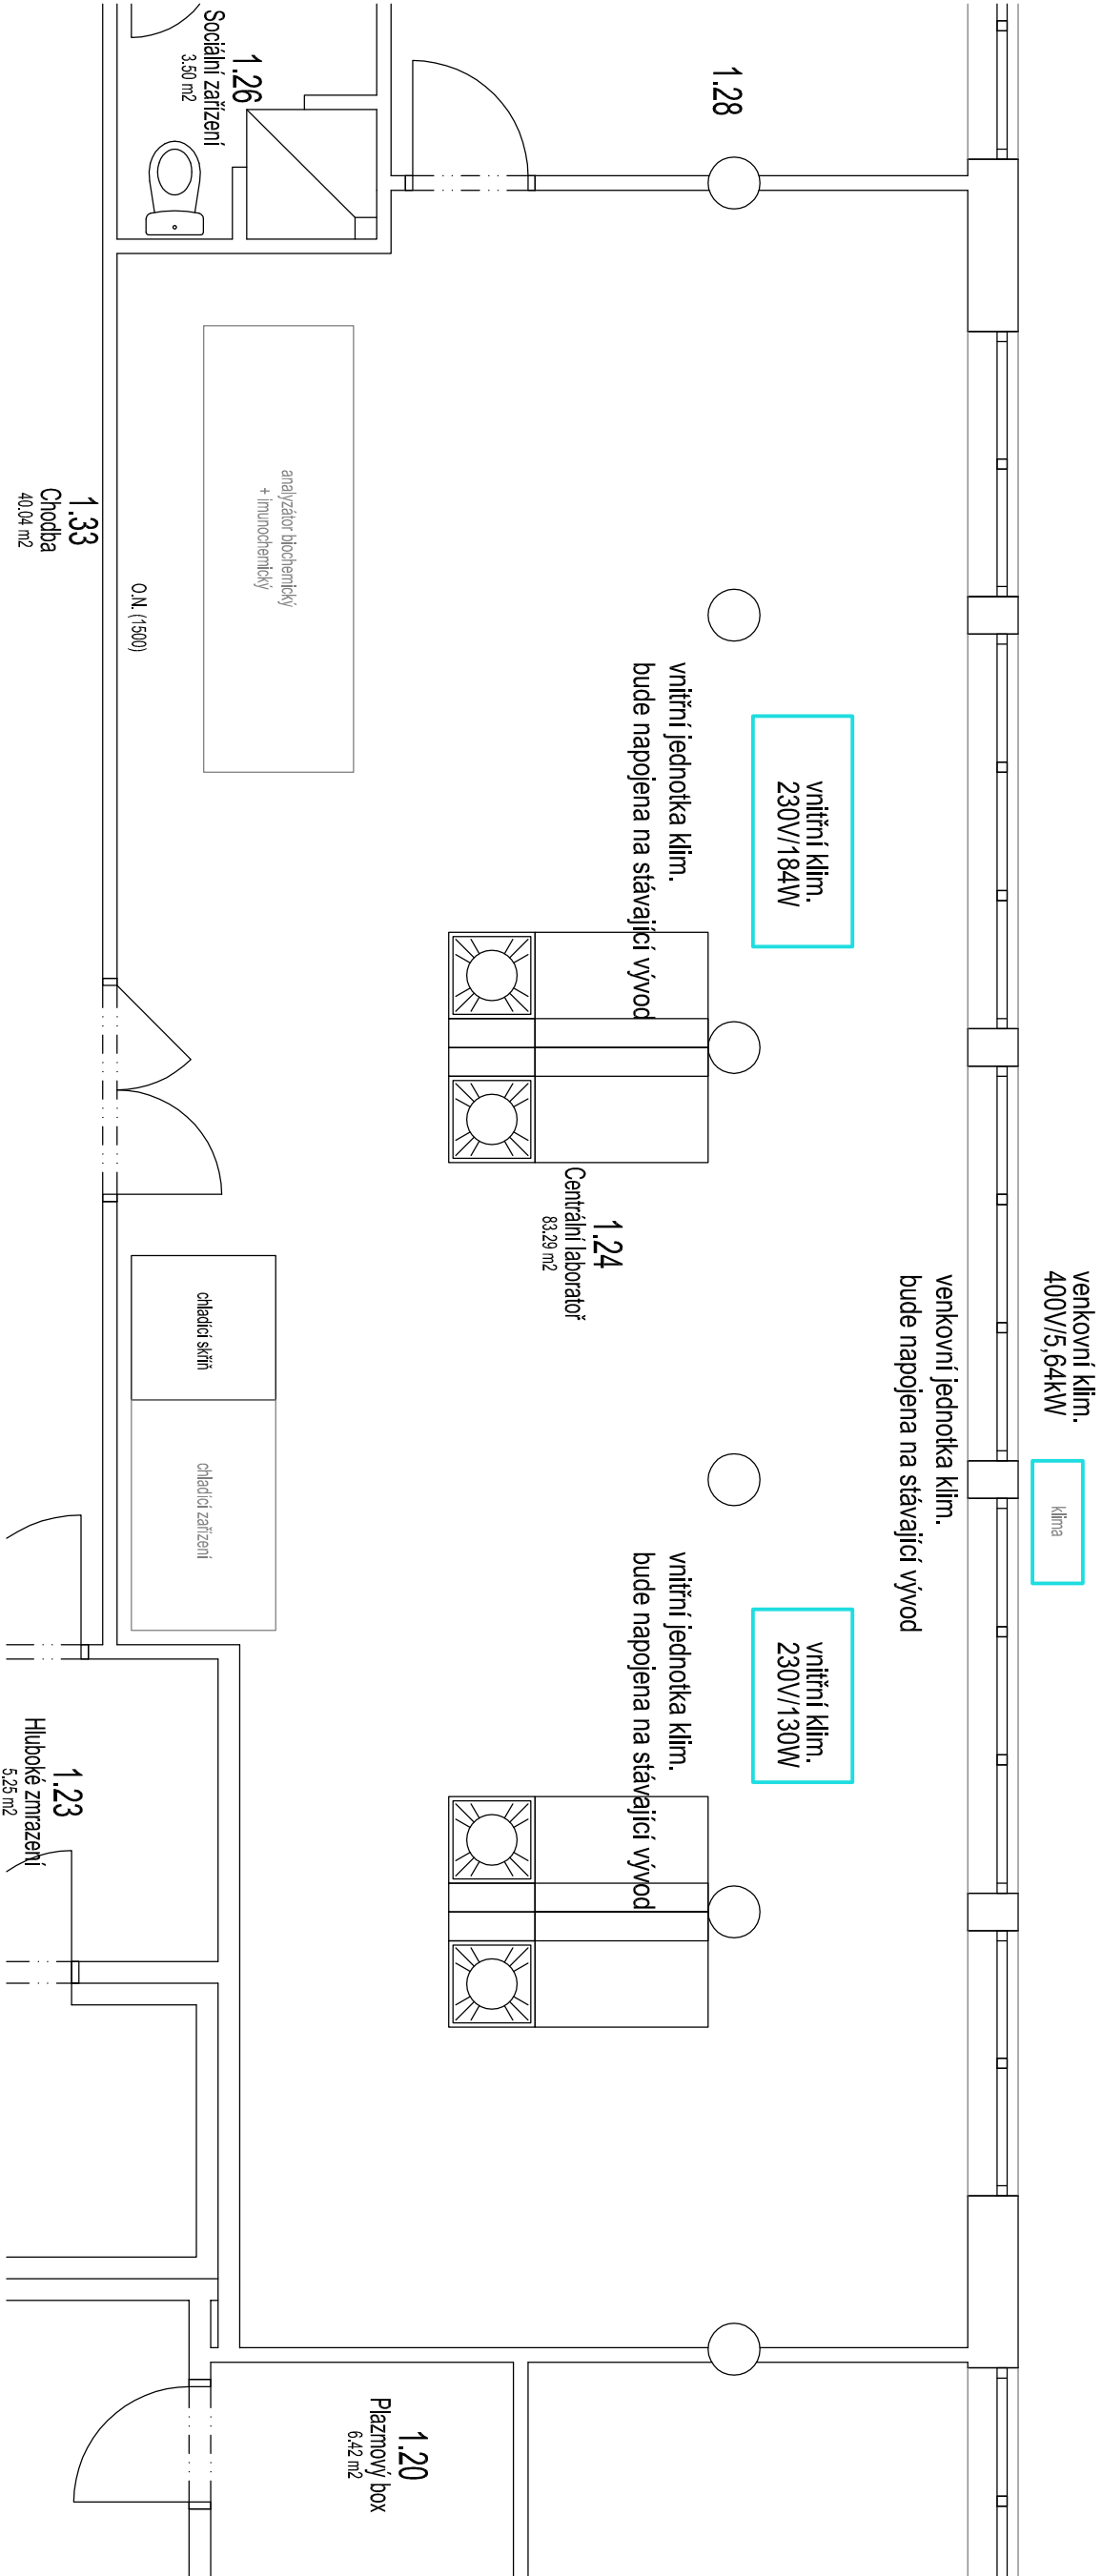 1.28
1.26
Sociální zařízení
3.50 m2
venkovní klim.
400V/5,64kW
klima
venkovní jednotka klim.
bude napojena na stávající vývod
vnitřní klim.
230V/184W
vnitřní jednotka klim.
bude napojena na stávající vývod
vnitřní klim.
230V/130W
vnitřní jednotka klim.
bude napojena na stávající vývod
1.24
Centrální laboratoř
83.29 m2
analyzátor biochemický
+ imunochemický
O.N. (1500)
1.33
Chodba
40.04 m2
chladící skříň
chladící zařízení
1.23
Hluboké zmrazení
5.25 m2
1.20
Plazmový box
6.42 m2